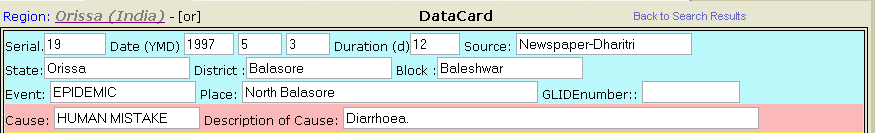 Region: Orissa (India) - [or] DataCard Back to Search Results
Serial. 19 Date (YMD) 1997 5 3 Duration (d) 12 Source: Newspaper-Dharitri
State: Orissa District : Balasore Block : Baleshwar
Event: EPIDEMIC Place: North Balasore GLIDEnumber::
Cause: HUMAN MISTAKE Description of Cause: Diarrhoea.